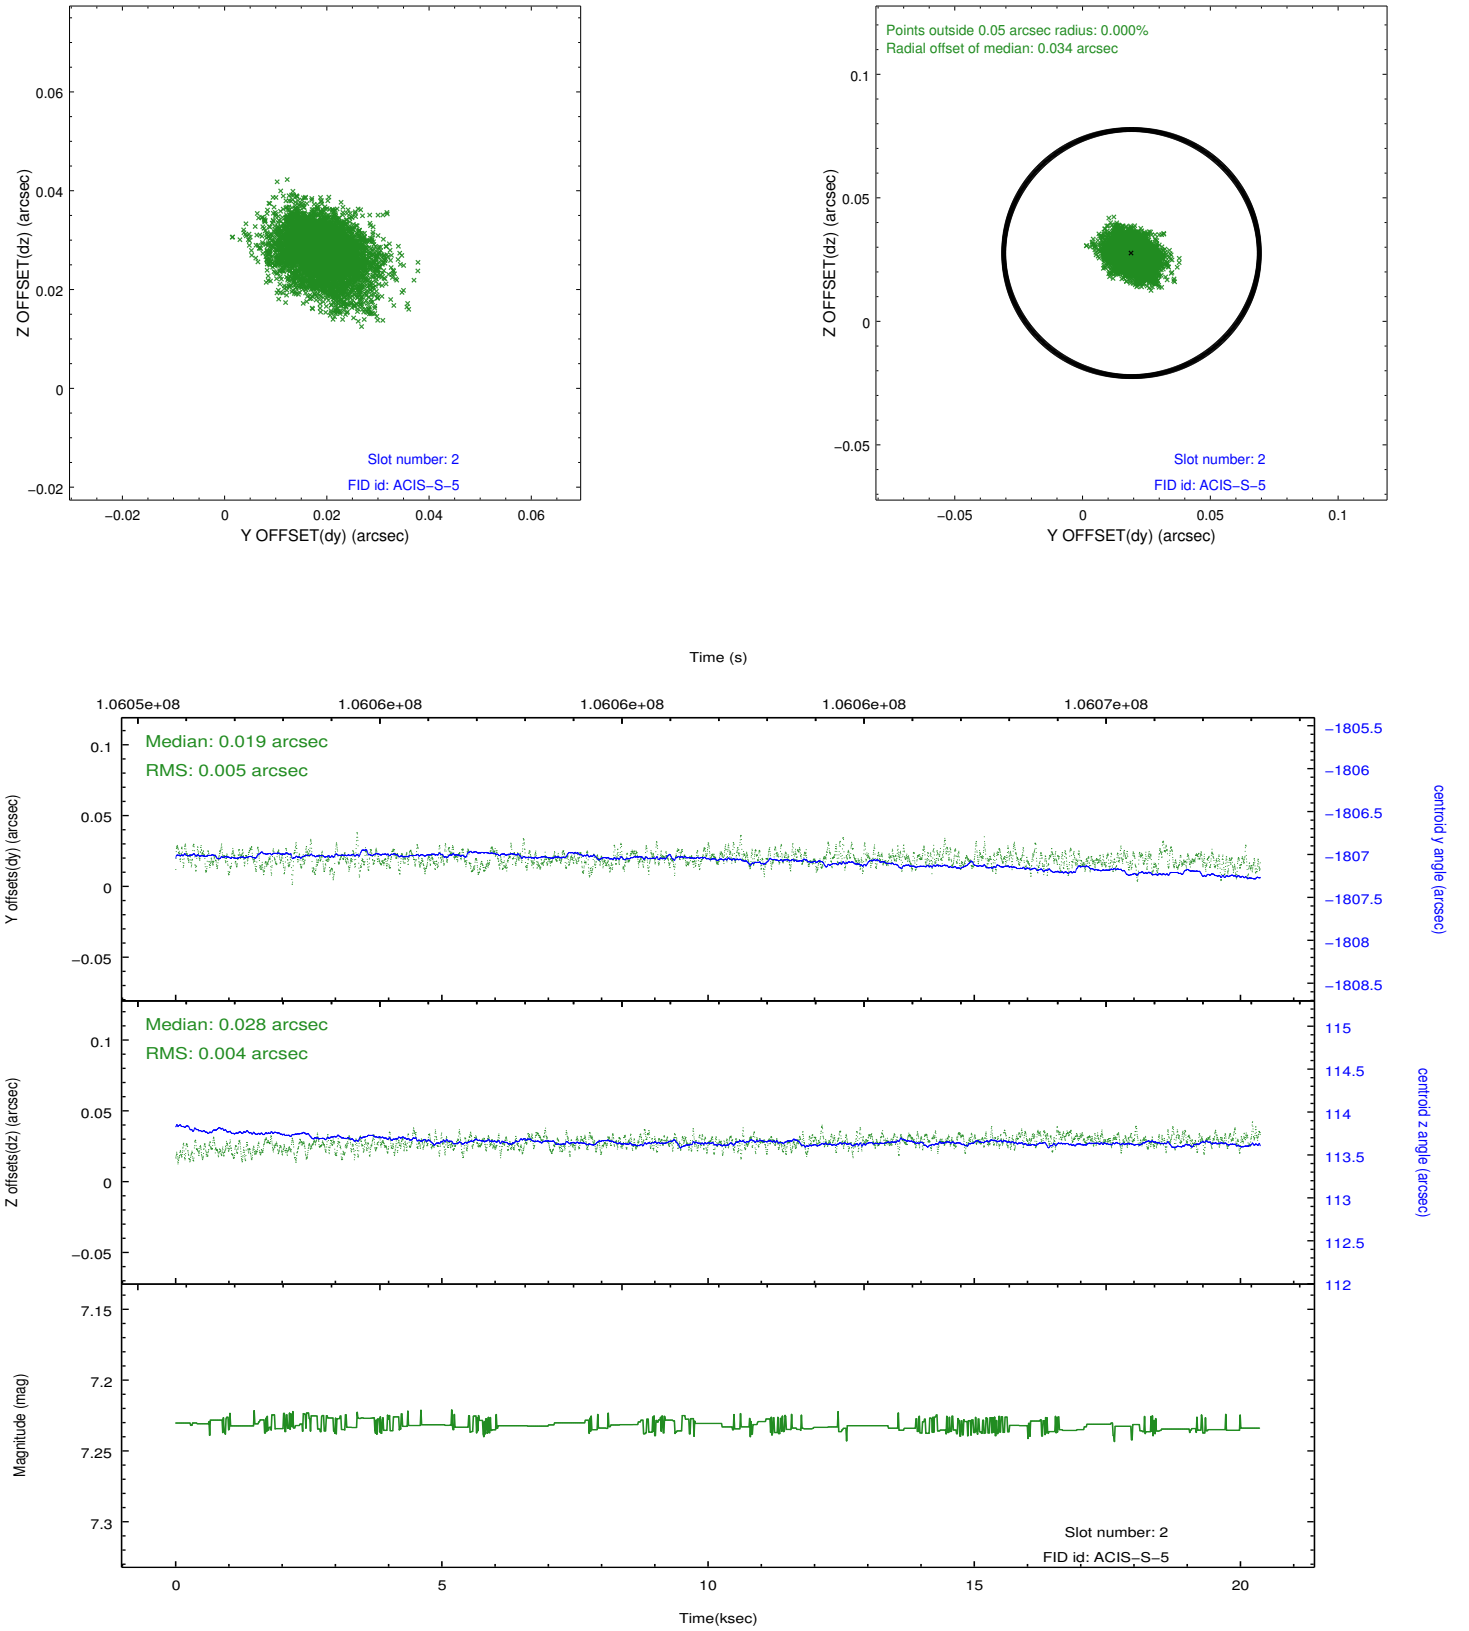 0.06
0.04
0.02
0
−0.02
Z OFFSET(dz) (arcsec)
Slot number: 2
FID id: ACIS−S−5
−0.02 0 0.02 0.04 0.06
Y OFFSET(dy) (arcsec)
Points outside 0.05 arcsec radius: 0.000%
Radial offset of median: 0.034 arcsec
0.1
0.05
0
−0.05
Z OFFSET(dz) (arcsec)
Slot number: 2
FID id: ACIS−S−5
−0.05 0 0.05 0.1
Y OFFSET(dy) (arcsec)
Time (s)
1.0605e+08 1.0606e+08 1.0606e+08 1.0606e+08 1.0607e+08
Median: 0.019 arcsec
RMS: 0.005 arcsec
0.1
0.05
0
−0.05
Y offsets(dy) (arcsec)
−1805.5
−1806
−1806.5
−1807
−1807.5
−1808
−1808.5
centroid y angle (arcsec)
Median: 0.028 arcsec
RMS: 0.004 arcsec
0.1
0.05
0
−0.05
Z offsets(dz) (arcsec)
115
114.5
114
113.5
113
112.5
112
centroid z angle (arcsec)
7.15
7.2
7.25
7.3
Magnitude (mag)
Slot number: 2
FID id: ACIS−S−5
0 5 10 15 20
Time(ksec)